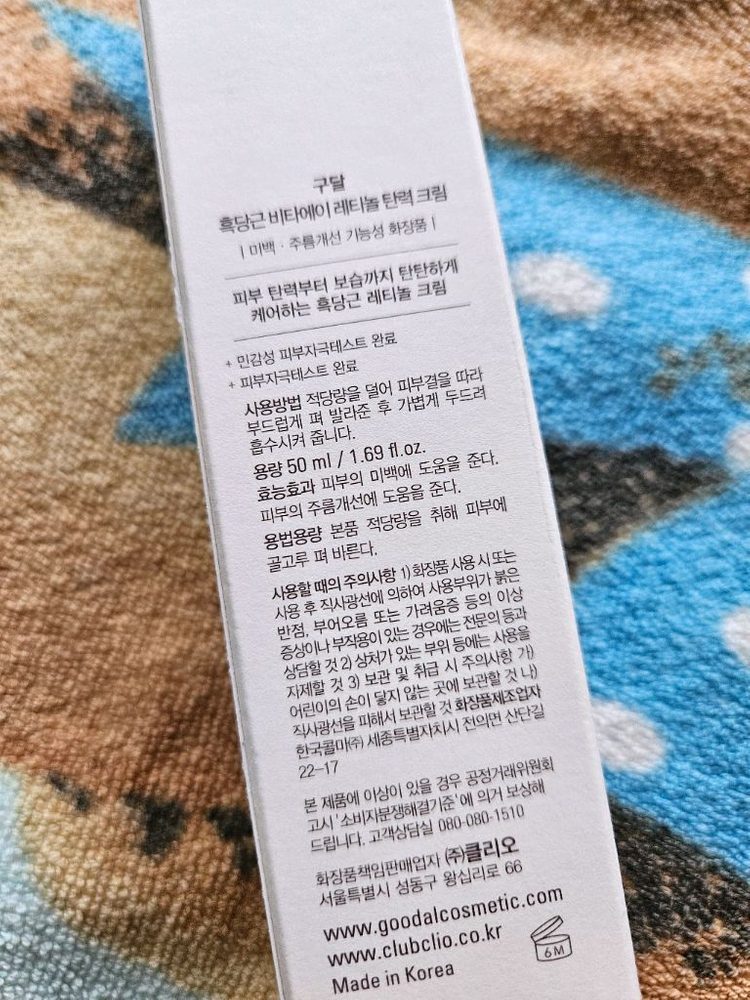 구달
흑당근 비타에이 레티놀 탄력 크림
| 미백 · 주름개선 기능성 화장품 |
피부 탄력부터 보습까지 탄탄하게
케어하는 흑당근 레티놀 크림
+ 민감성 피부자극테스트 완료
+ 피부자극테스트 완료
사용방법 적당량을 덜어 피부결을 따라
부드럽게 펴 발라준 후 가볍게 두드려
흡수시켜 줍니다.
용량 50 ml / 1.69 fl.oz.
효능효과 피부의 미백에 도움을 준다.
피부의 주름개선에 도움을 준다.
용법용량 본품 적당량을 취해 피부에
골고루 펴 바른다.
사용할 때의 주의사항 1) 화장품 사용 시 또는
사용 후 직사광선에 의하여 사용부위가 붉은
반점, 부어오름 또는 가려움증 등의 이상
증상이나 부작용이 있는 경우에는 전문의 등과
상담할 것 2) 상처가 있는 부위 등에는 사용을
자제할 것 3) 보관 및 취급 시 주의사항 가)
어린이의 손이 닿지 않는 곳에 보관할 것 나)
직사광선을 피해서 보관할 것 화장품제조업자
한국콜마㈜ 세종특별자치시 전의면 산단길
22-17
본 제품에 이상이 있을 경우 공정거래위원회
고시 '소비자분쟁해결기준'에 의거 보상해
드립니다. 고객상담실 080-080-1510
화장품책임판매업자 ㈜클리오
서울특별시 성동구 왕십리로 66
www.goodalcosmetic.com
www.clubclio.co.kr
6M
Made in Korea